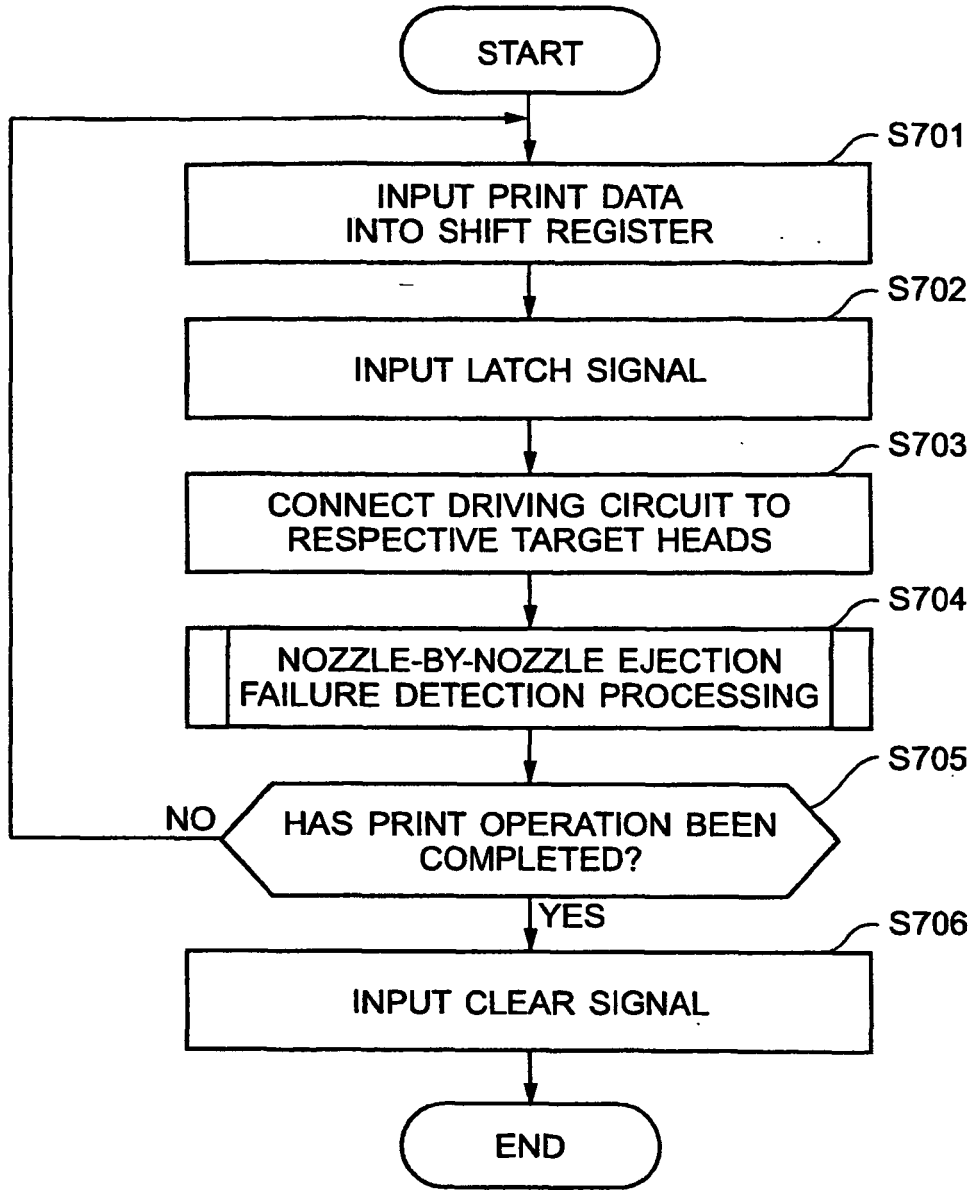 START
S701
INPUT PRINT DATA
INTO SHIFT REGISTER
S702
INPUT LATCH SIGNAL
S703
CONNECT DRIVING CIRCUIT TO
RESPECTIVE TARGET HEADS
S704
NOZZLE-BY-NOZZLE EJECTION
FAILURE DETECTION PROCESSING
S705
NO
HAS PRINT OPERATION BEEN
COMPLETED?
YES
S706
INPUT CLEAR SIGNAL
END